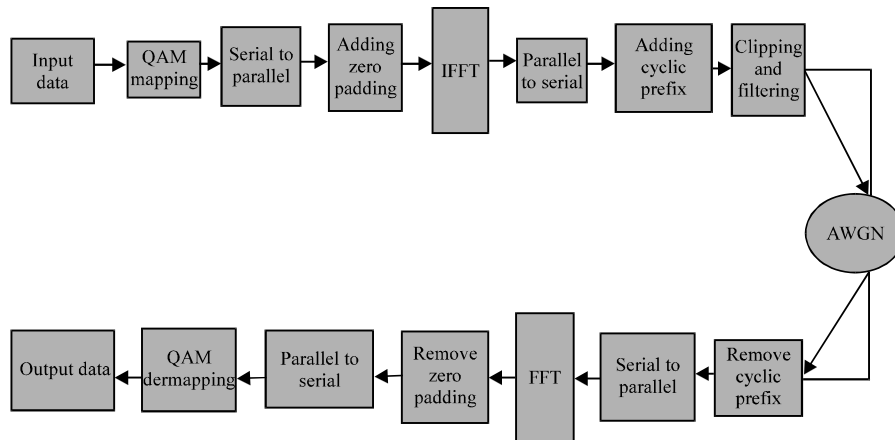 Input
data
QAM
mapping
Serial to
parallel
Adding
zero
padding
IFFT
Parallel
to serial
Adding
cyclic
prefix
Clipping
and
filtering
AWGN
Output data
QAM
dermapping
Parallel to
serial
Remove
zero
padding
FFT
Serial to
parallel
Remove
cyclic
prefix